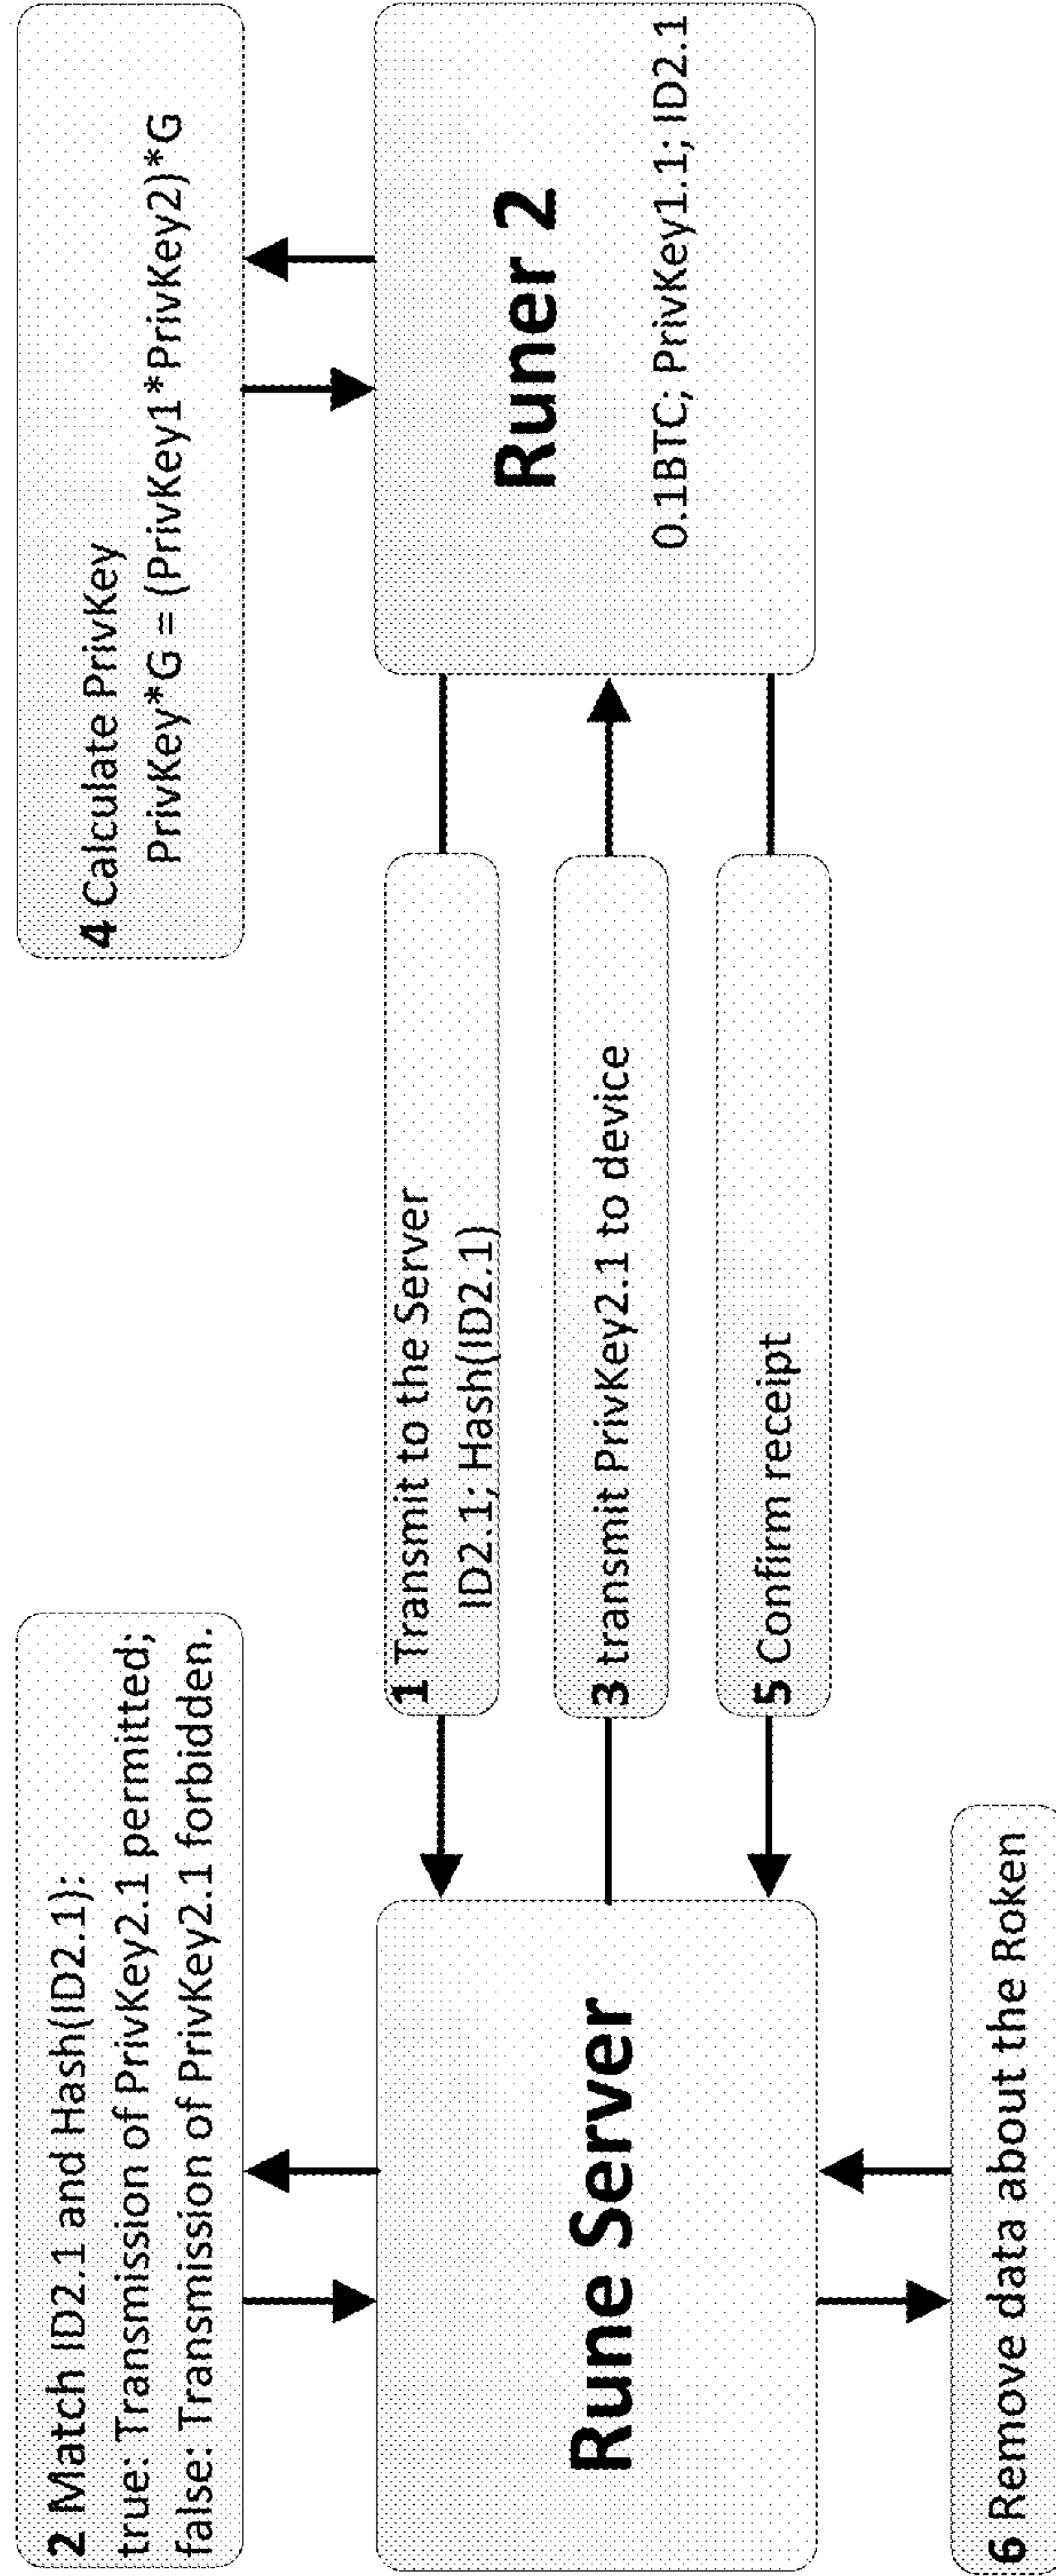 2 Match ID2.1 and Hash(ID2.1):
true: Transmission of PrivKey2.1 permitted;
false: Transmission of PrivKey2.1 forbidden.
4 Calculate PrivKey
PrivKey*G = (PrivKey1*PrivKey2)*G
Rune Server
1 Transmit to the Server
ID2.1; Hash(ID2.1)
3 transmit PrivKey2.1 to device
5 Confirm receipt
Runer 2
0.1BTC; PrivKey1.1; ID2.1
6 Remove data about the Roken